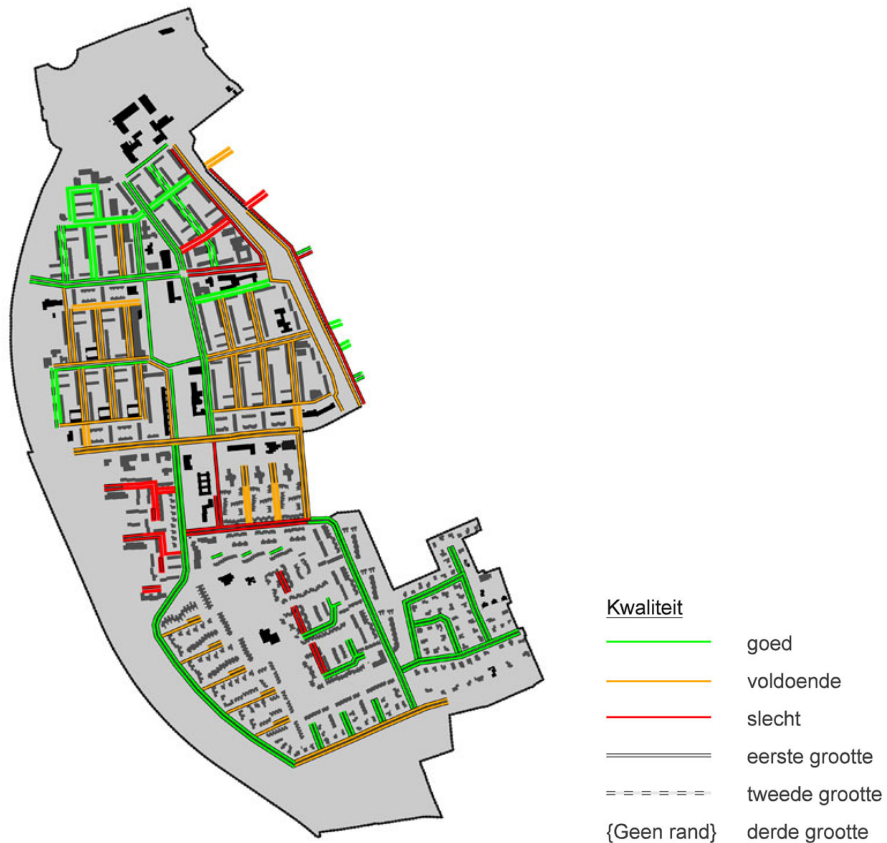 Kwaliteit
goed
voldoende
slecht
eerste grootte
tweede grootte
{Geen rand} derde grootte